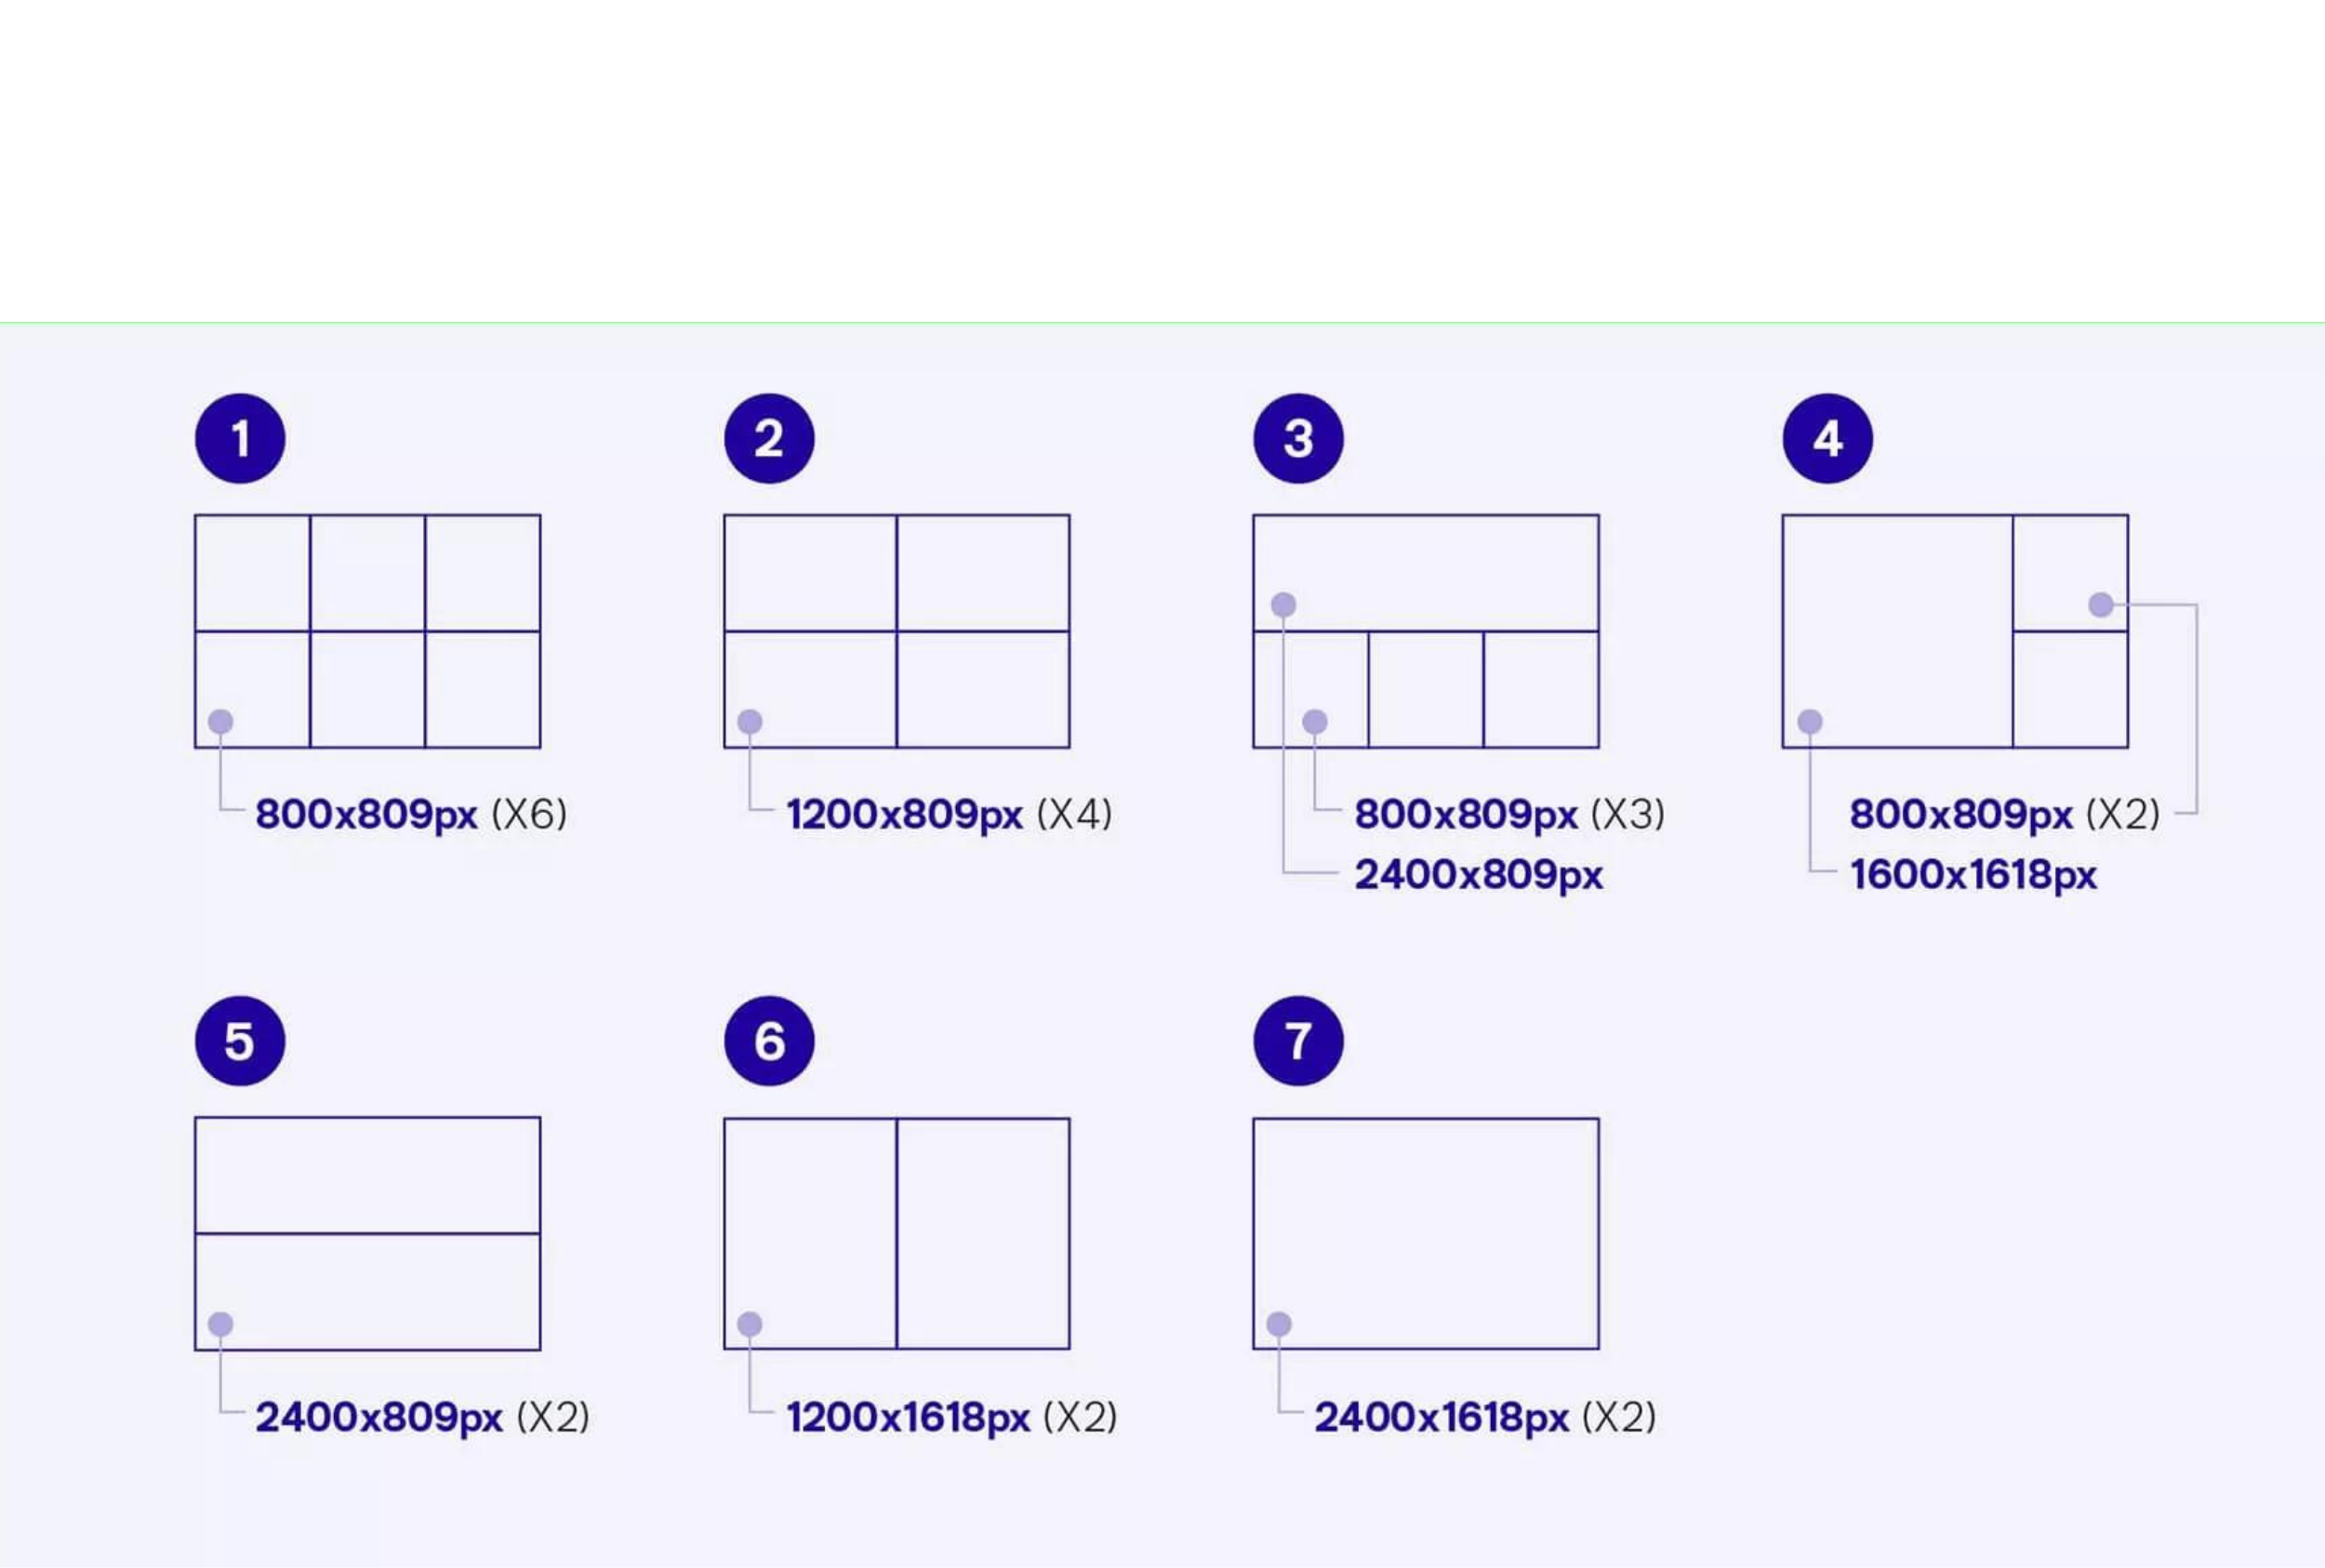 1
2
3
4
800x809px (X6)
1200x809px (X4)
800x809px (X3)
2400x809px
800x809px (X2)
1600x1618px
5
6
7
2400x809px (X2)
1200x1618px (X2)
2400x1618px (X2)